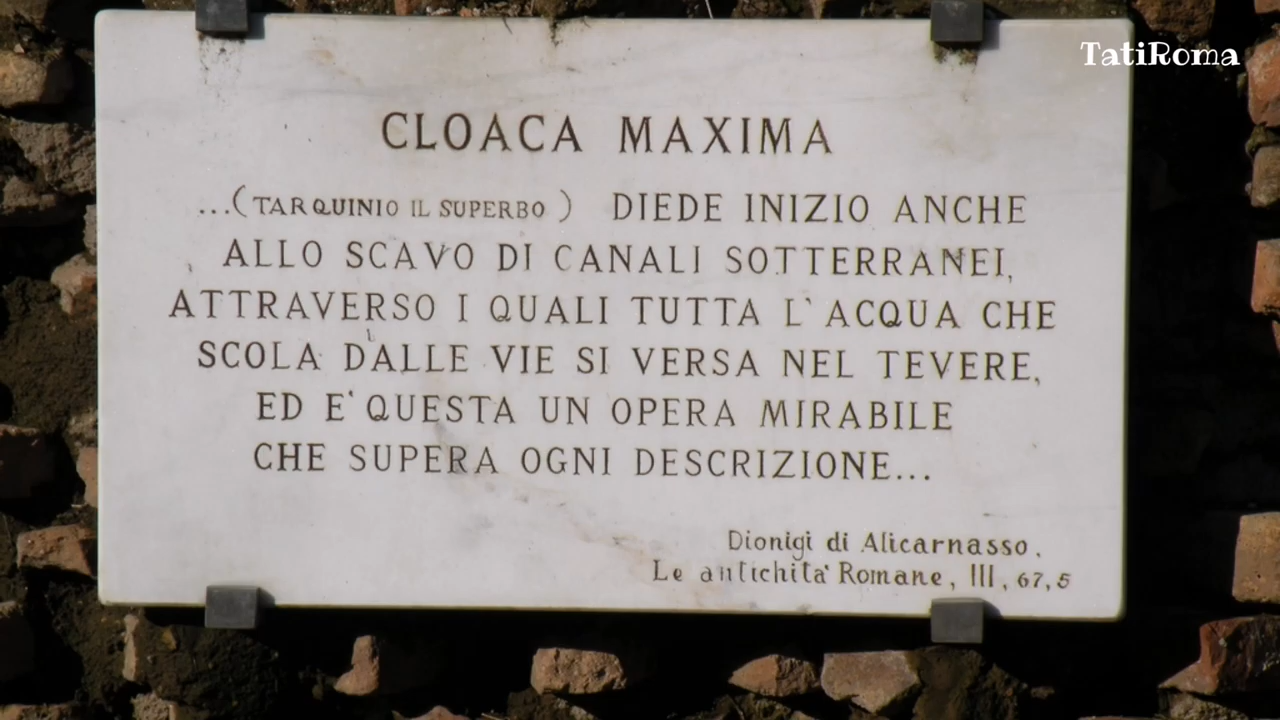 TatiRoma
CLOACA MAXIMA
...(TARQUINIO IL SUPERBO) DIEDE INIZIO ANCHE
ALLO SCAVO DI CANALI SOTTERRANEI,
ATTRAVERSO I QUALI TUTTA L'ACQUA CHE
SCOLA DALLE VIE SI VERSA NEL TEVERE,
ED E' QUESTA UN OPERA MIRABILE
CHE SUPERA OGNI DESCRIZIONE...
Dionigi di Alicarnasso.
Le antichita' Romane, III, 67,5